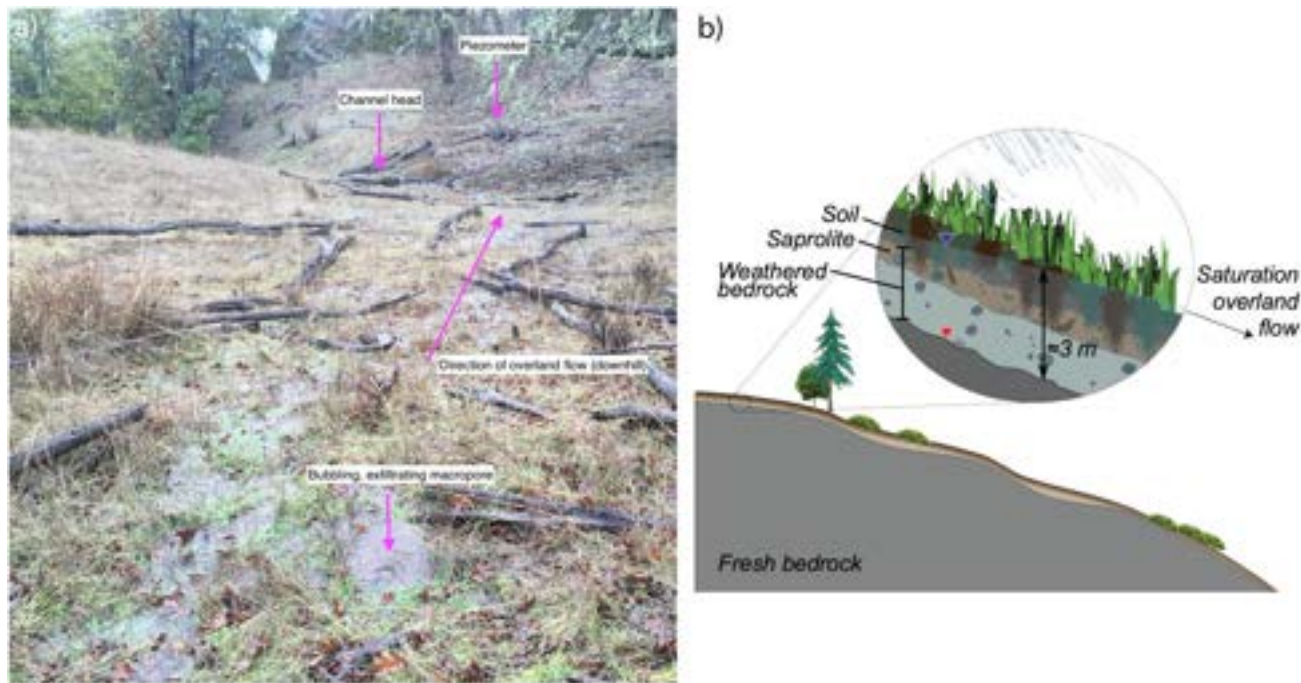 a)
Piezometer
Channel head
Direction of overland flow (downhill)
Bubbling, exfiltrating macropore
b)
Soil
Saprolite
Weathered
bedrock
Saturation
overland
flow
≈3 m
Fresh bedrock